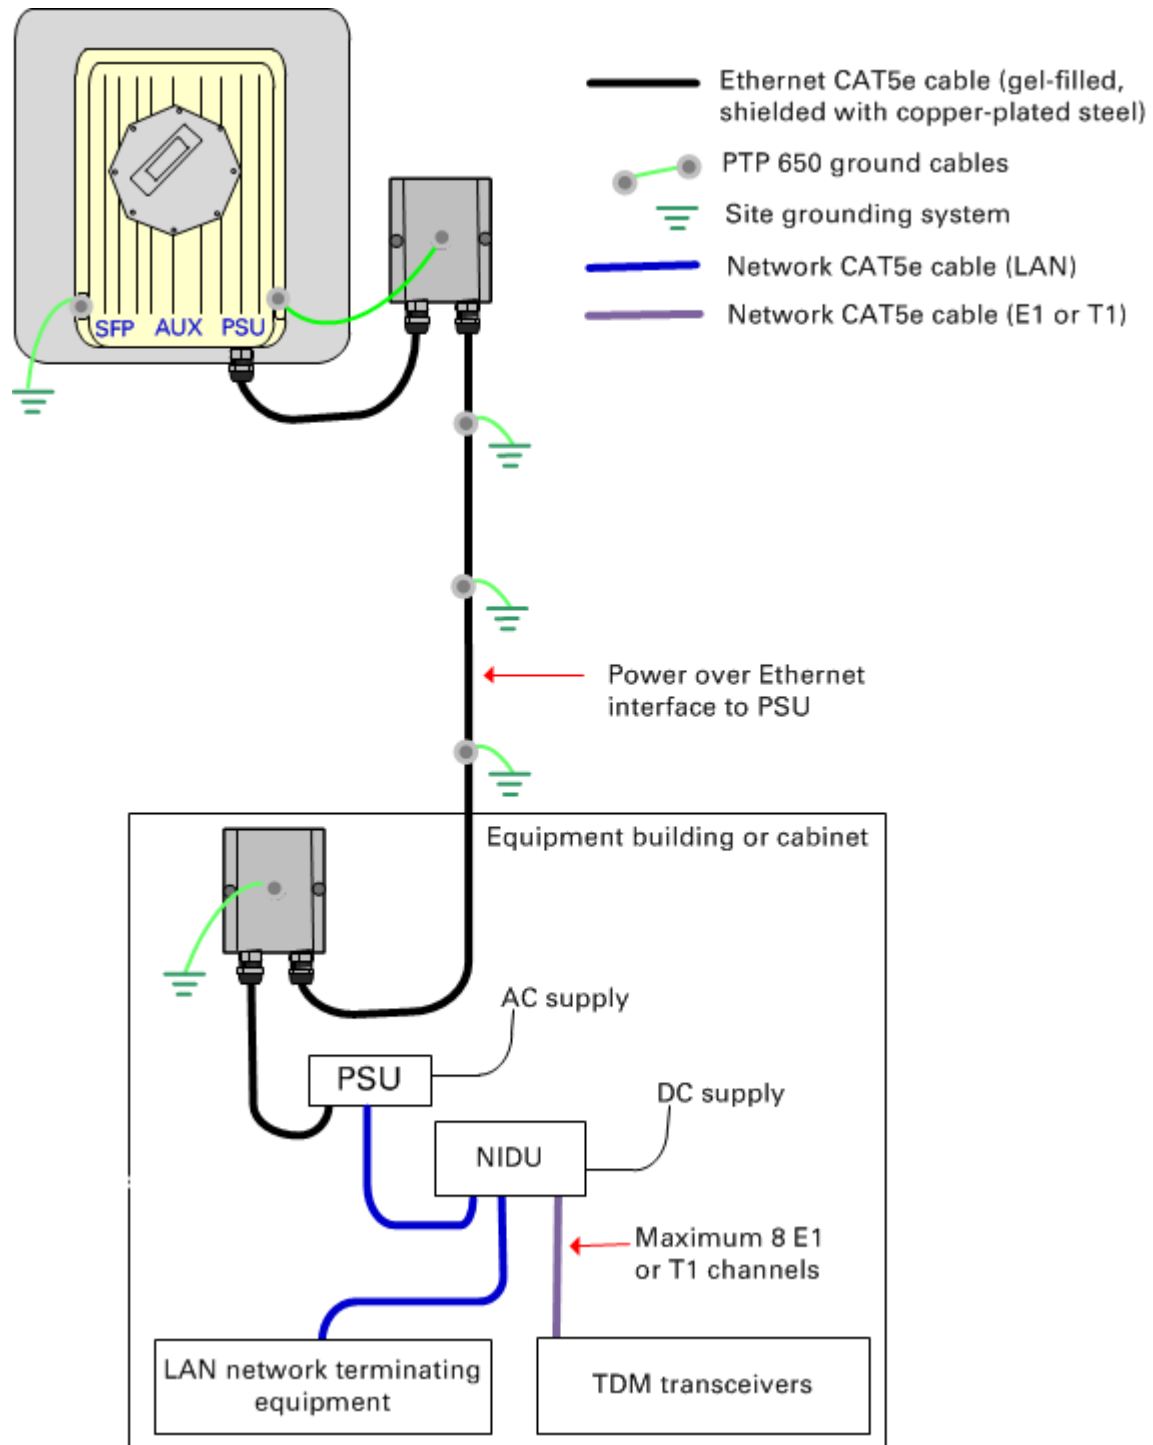 Ethernet CAT5e cable (gel-filled,
shielded with copper-plated steel)
PTP 650 ground cables
Site grounding system
Network CAT5e cable (LAN)
Network CAT5e cable (E1 or T1)
SFP AUX PSU
Power over Ethernet
interface to PSU
Equipment building or cabinet
AC supply
PSU
DC supply
NIDU
Maximum 8 E1
or T1 channels
LAN network terminating
equipment
TDM transceivers